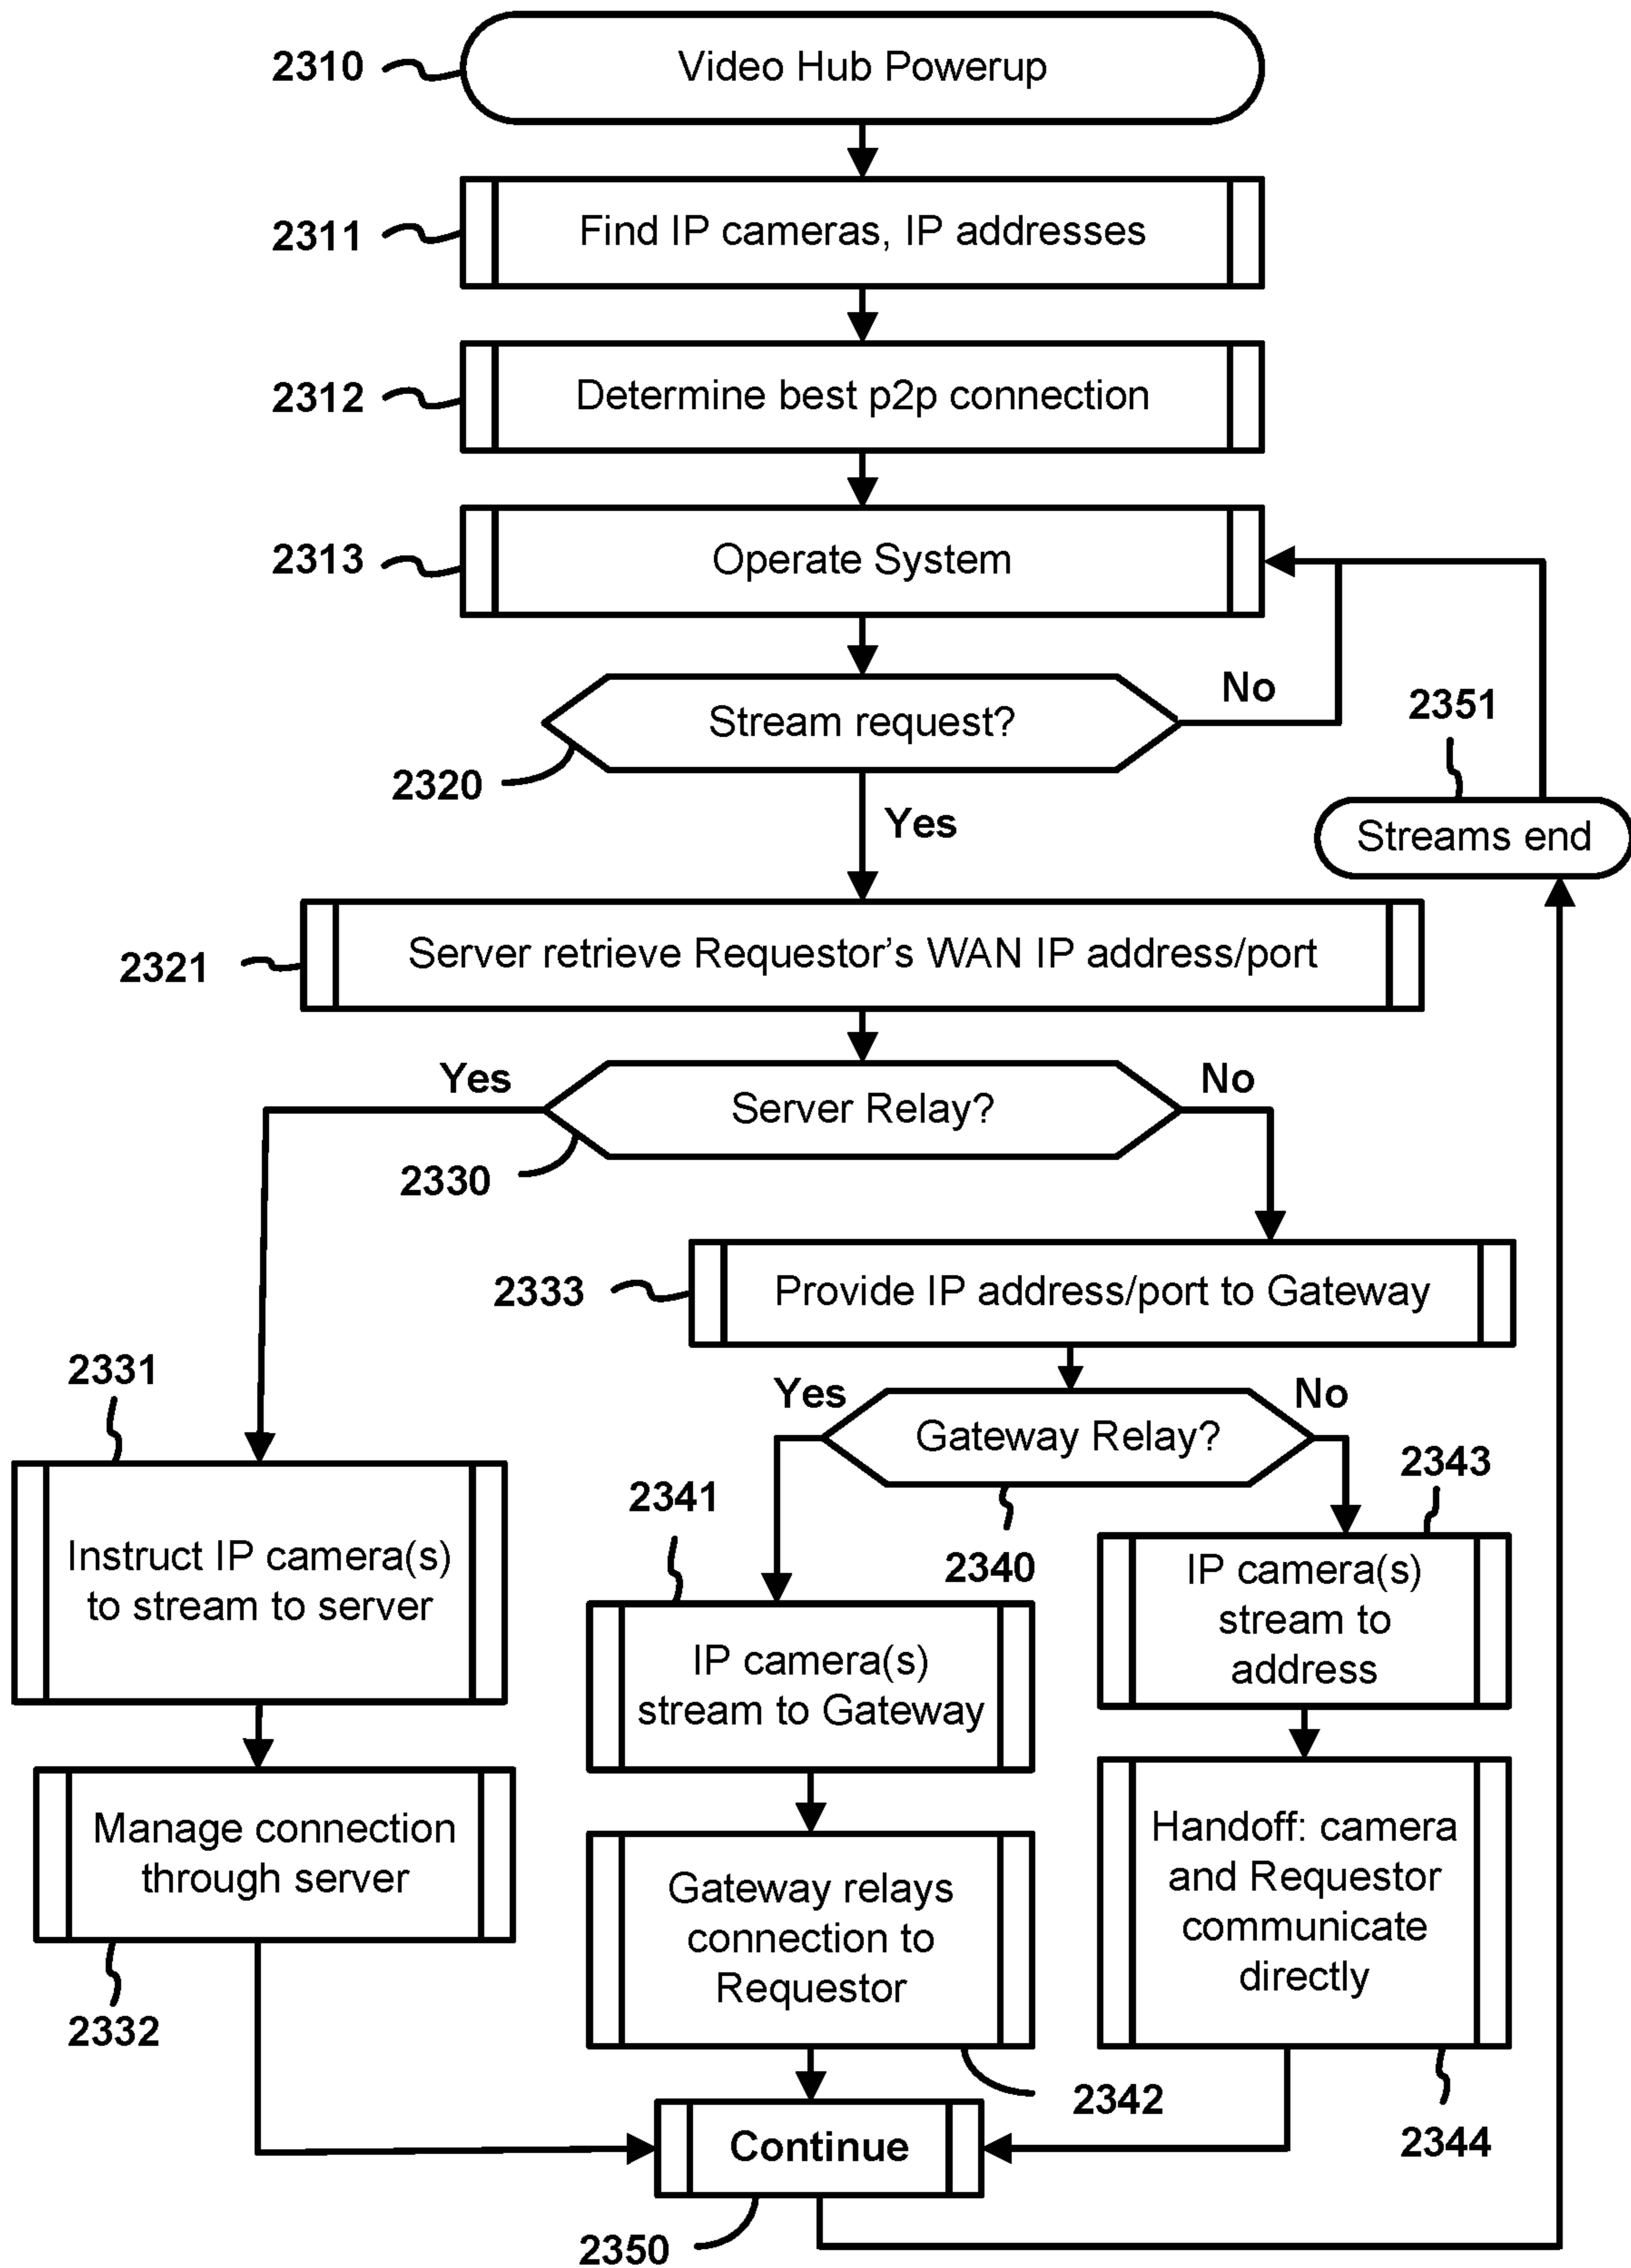 2310
Video Hub Powerup
2311
Find IP cameras, IP addresses
2312
Determine best p2p connection
2313
Operate System
Stream request?
No
2320
Yes
2351
Streams end
2321
Server retrieve Requestor's WAN IP address/port
Yes
Server Relay?
No
2330
2333
Provide IP address/port to Gateway
2331
Yes
Gateway Relay?
No
2340
Instruct IP camera(s)
to stream to server
2341
IP camera(s)
stream to Gateway
2343
IP camera(s)
stream to
address
Manage connection
through server
2332
Gateway relays
connection to
Requestor
2342
Handoff: camera
and Requestor
communicate
directly
2344
Continue
2350